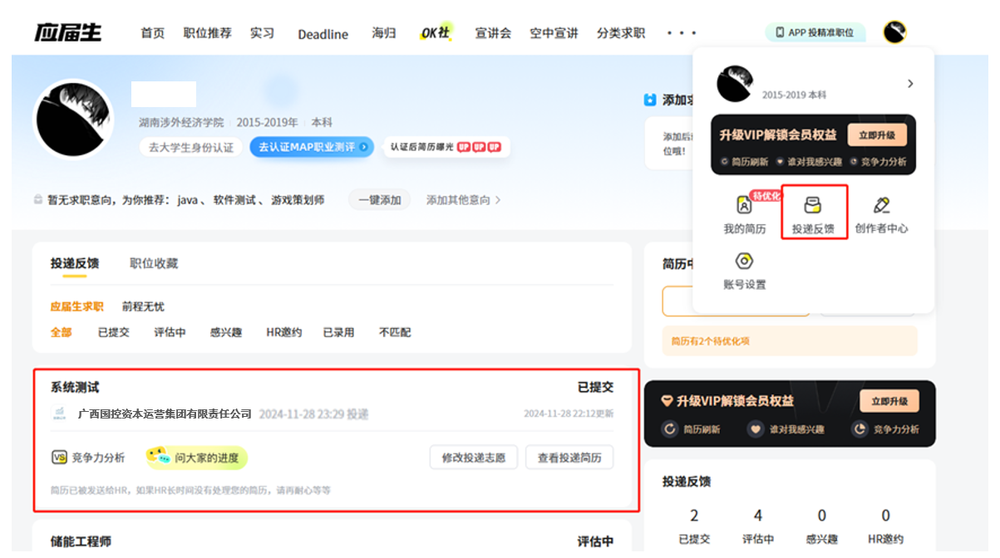 应届生 首页 职位推荐 实习 Deadline 海归 OK社 宣讲会 空中宣讲 分类求职 • • • APP 投精准职位
湖南涉外经济学院 2015-2019年 本科
去大学生身份认证 去认证MAP职业测评 认证后简历曝光 UP UP UP
暂无求职意向，为你推荐： java 、 软件测试 、 游戏策划师 一键添加 添加其他意向
添加求
添加后
位哦！
2015-2019 本科
升级VIP解锁会员权益 立即升级
简历刷新 谁对我感兴趣 竞争力分析
待优化
我的简历 投递反馈 创作者中心
账号设置
投递反馈 职位收藏
应届生求职 前程无忧
全部 已提交 评估中 感兴趣 HR邀约 已录用 不匹配
简历中
简历有2个待优化项
系统测试 已提交
广西国控资本运营集团有限责任公司 2024-11-28 23:29 投递 2024-11-28 22:12更新
VS 竞争力分析 问大家的进度 修改投递志愿 查看投递简历
简历已被发送给HR，如果HR长时间没有处理您的简历，请再耐心等等
储能工程师 评估中
升级VIP解锁会员权益 立即升级
简历刷新 谁对我感兴趣 竞争力分析
投递反馈
2 4 0 0
已提交 评估中 感兴趣 HR邀约